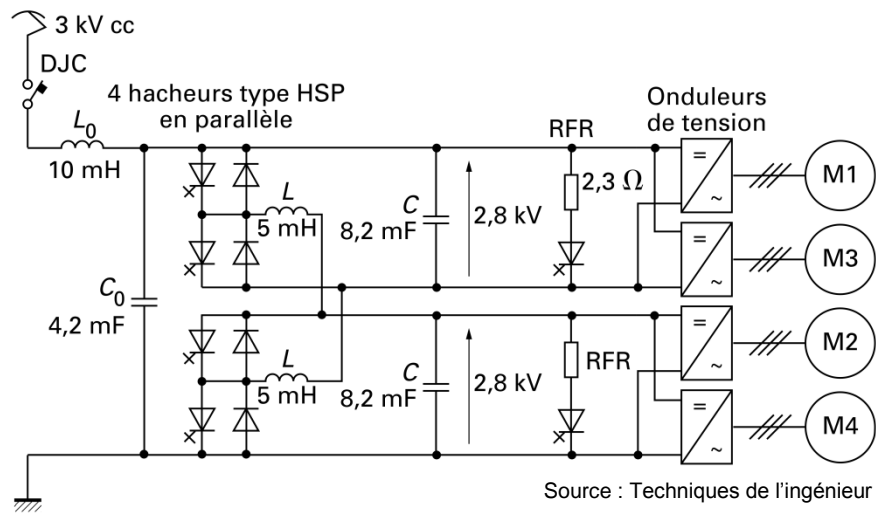 3 kV cc
DJC
4 hacheurs type HSP
en parallèle
Onduleurs
de tension
L0
10 mH
RFR
L
5 mH
C
8,2 mF
2,8 kV
2,3 Ω
=
~
M1
=
~
M3
C0
4,2 mF
L
5 mH
C
8,2 mF
2,8 kV
RFR
=
~
M2
=
~
M4
Source : Techniques de l'ingénieur